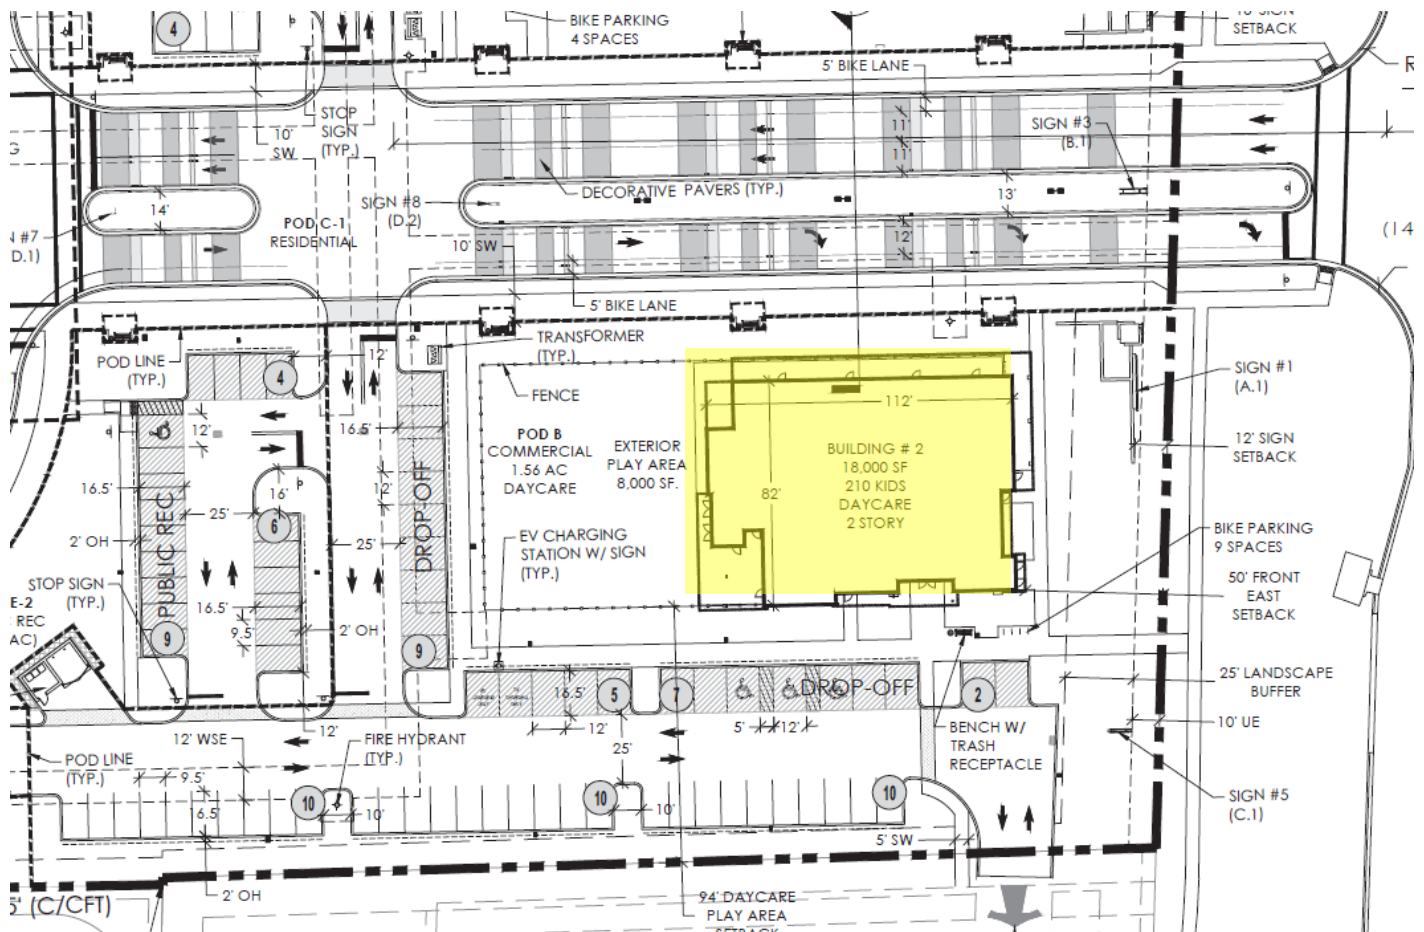 4
BIKE PARKING
4 SPACES
SETBACK
5' BIKE LANE
R
STOP
SIGN
(TYP.)
10'
SW
11'
11'
SIGN #3
(B.1)
G
DECORATIVE PAVERS (TYP.)
13'
14'
SIGN #8
(D.2)
POD C-1
RESIDENTIAL
#7
D.1)
12'
(14
10' SW
5' BIKE LANE
TRANSFORMER
(TYP.)
POD LINE
(TYP.)
12'
4
SIGN #1
(A.1)
FENCE
112'
12'
16.5'
POD B
COMMERCIAL
1.56 AC
DAYCARE
EXTERIOR
PLAY AREA
8,000 SF.
BUILDING # 2
18,000 SF
210 KIDS
DAYCARE
2 STORY
12' SIGN
SETBACK
82'
16.5'
16'
12'
PUBLIC REC
25'
6
DROP-OFF
2' OH
25'
EV CHARGING
STATION W/ SIGN
(TYP.)
BIKE PARKING
9 SPACES
STOP SIGN
(TYP.)
50' FRONT
EAST
SETBACK
E-2
REC
AC)
16.5'
9.5'
2' OH
9
9
25' LANDSCAPE
BUFFER
16.5'
5
7
DROP-OFF
2
10' UE
12'
12'
5'
12'
12' WSE
FIRE HYDRANT
(TYP.)
25'
BENCH W/
TRASH
RECEPTACLE
POD LINE
(TYP.)
9.5'
16.5'
10
10'
10
10'
10
SIGN #5
(C.1)
5' SW
2' OH
5' (C/CFT)
94' DAYCARE
PLAY AREA
SETBACK